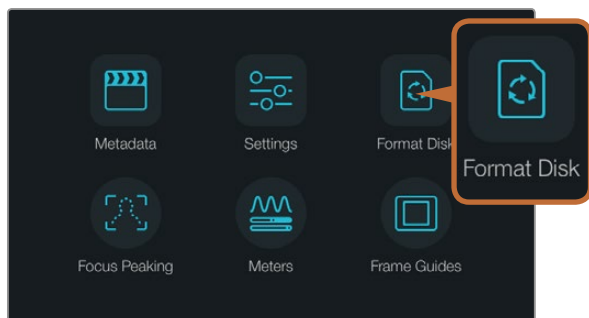 Metadata
Settings
Format Disk
Format Disk
Focus Peaking
Meters
Frame Guides